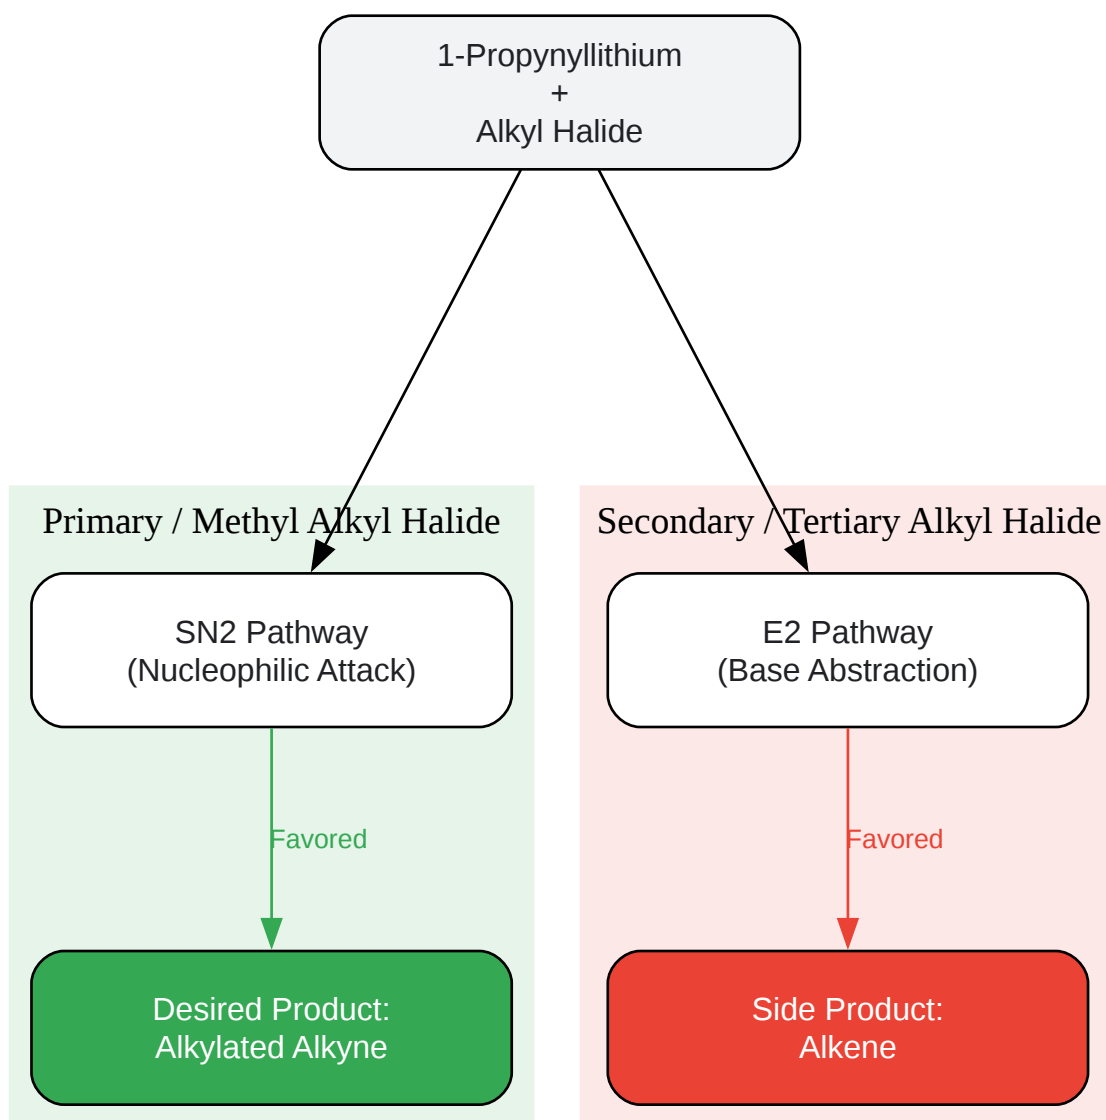 1-Propynyllithium
+
Alkyl Halide
Primary / Methyl Alkyl Halide
SN2 Pathway
(Nucleophilic Attack)
Favored
Desired Product:
Alkylated Alkyne
Secondary / Tertiary Alkyl Halide
E2 Pathway
(Base Abstraction)
Favored
Side Product:
Alkene